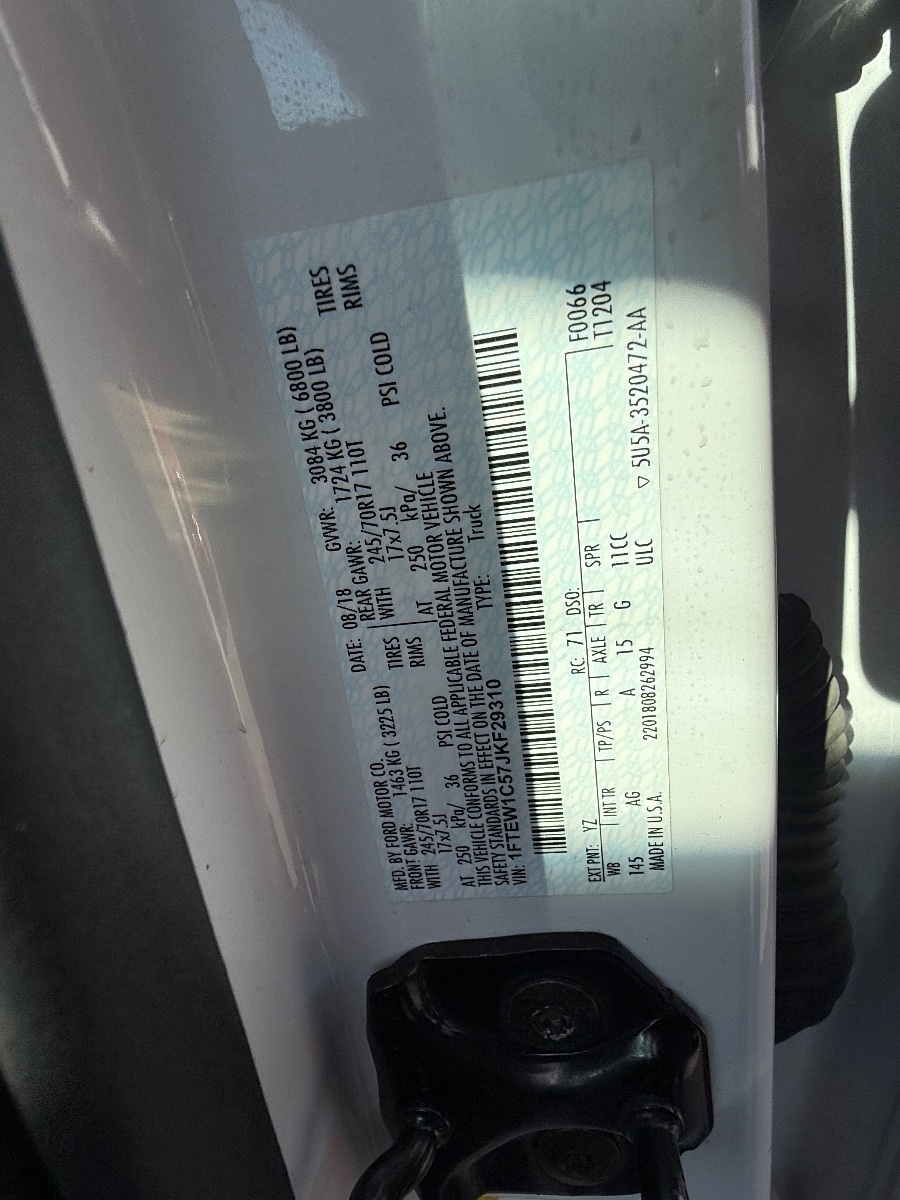 MFD. BY FORD MOTOR CO. DATE: 08/18 GVWR: 3084 KG ( 6800 LB)
FRONT GAWR: 1463 KG ( 3225 LB) REAR GAWR: 1724 KG ( 3800 LB)
WITH 245/70R17 110T TIRES WITH 245/70R17 110T TIRES
17x7.5J RIMS 17x7.5J RIMS
AT 250 kPa/ 36 PSI COLD AT 250 kPa/ 36 PSI COLD
THIS VEHICLE CONFORMS TO ALL APPLICABLE FEDERAL MOTOR VEHICLE
SAFETY STANDARDS IN EFFECT ON THE DATE OF MANUFACTURE SHOWN ABOVE.
VIN: 1FTEW1C57JKF29310 TYPE: Truck
EXT PNT: YZ RC: 71 DSO: F0066
WB INT TR TP/PS R AXLE TR SPR T1204
145 AG A 15 G 11CC
MADE IN U.S.A. 2201808262994 ULC ▽ 5U5A-3520472-AA